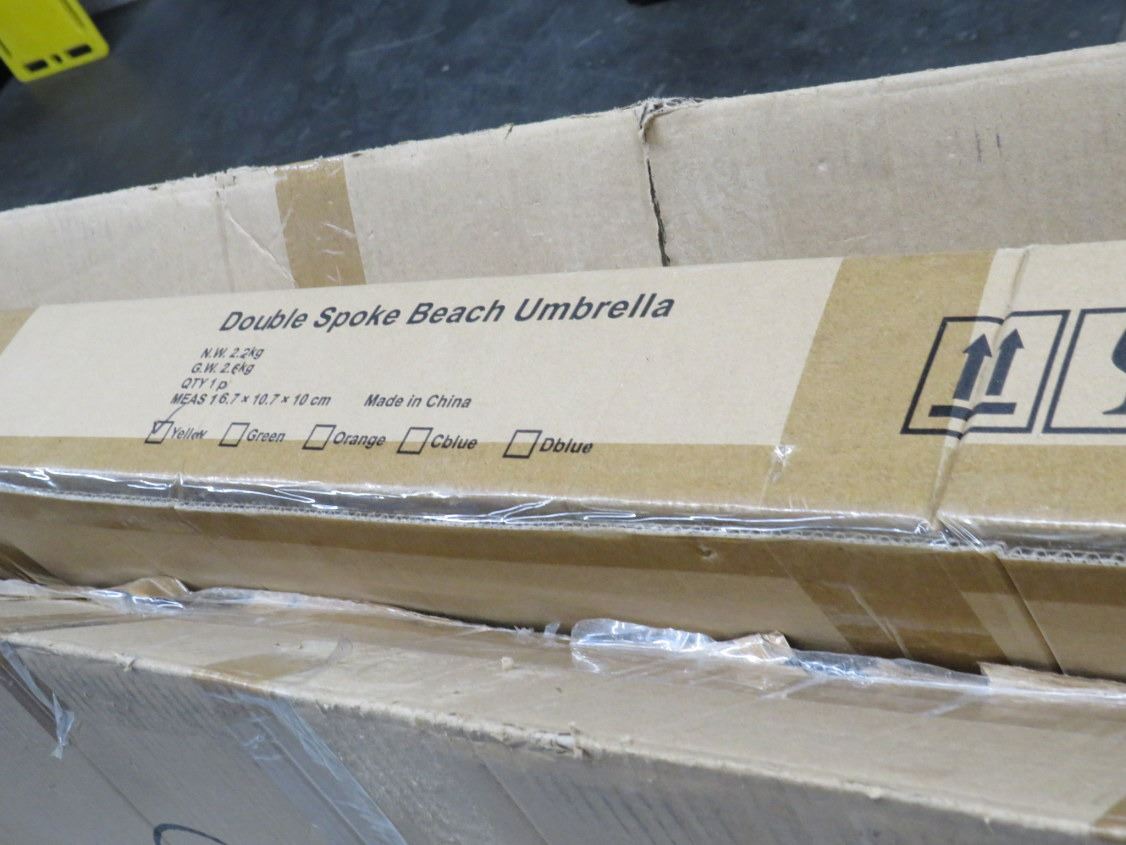 Double Spoke Beach Umbrella
N.W. 2.2kg
G.W. 2.6kg
QTY 1 p
MEAS 16.7 × 10.7 × 10 cm Made in China
Yellow Green Orange Cblue Dblue